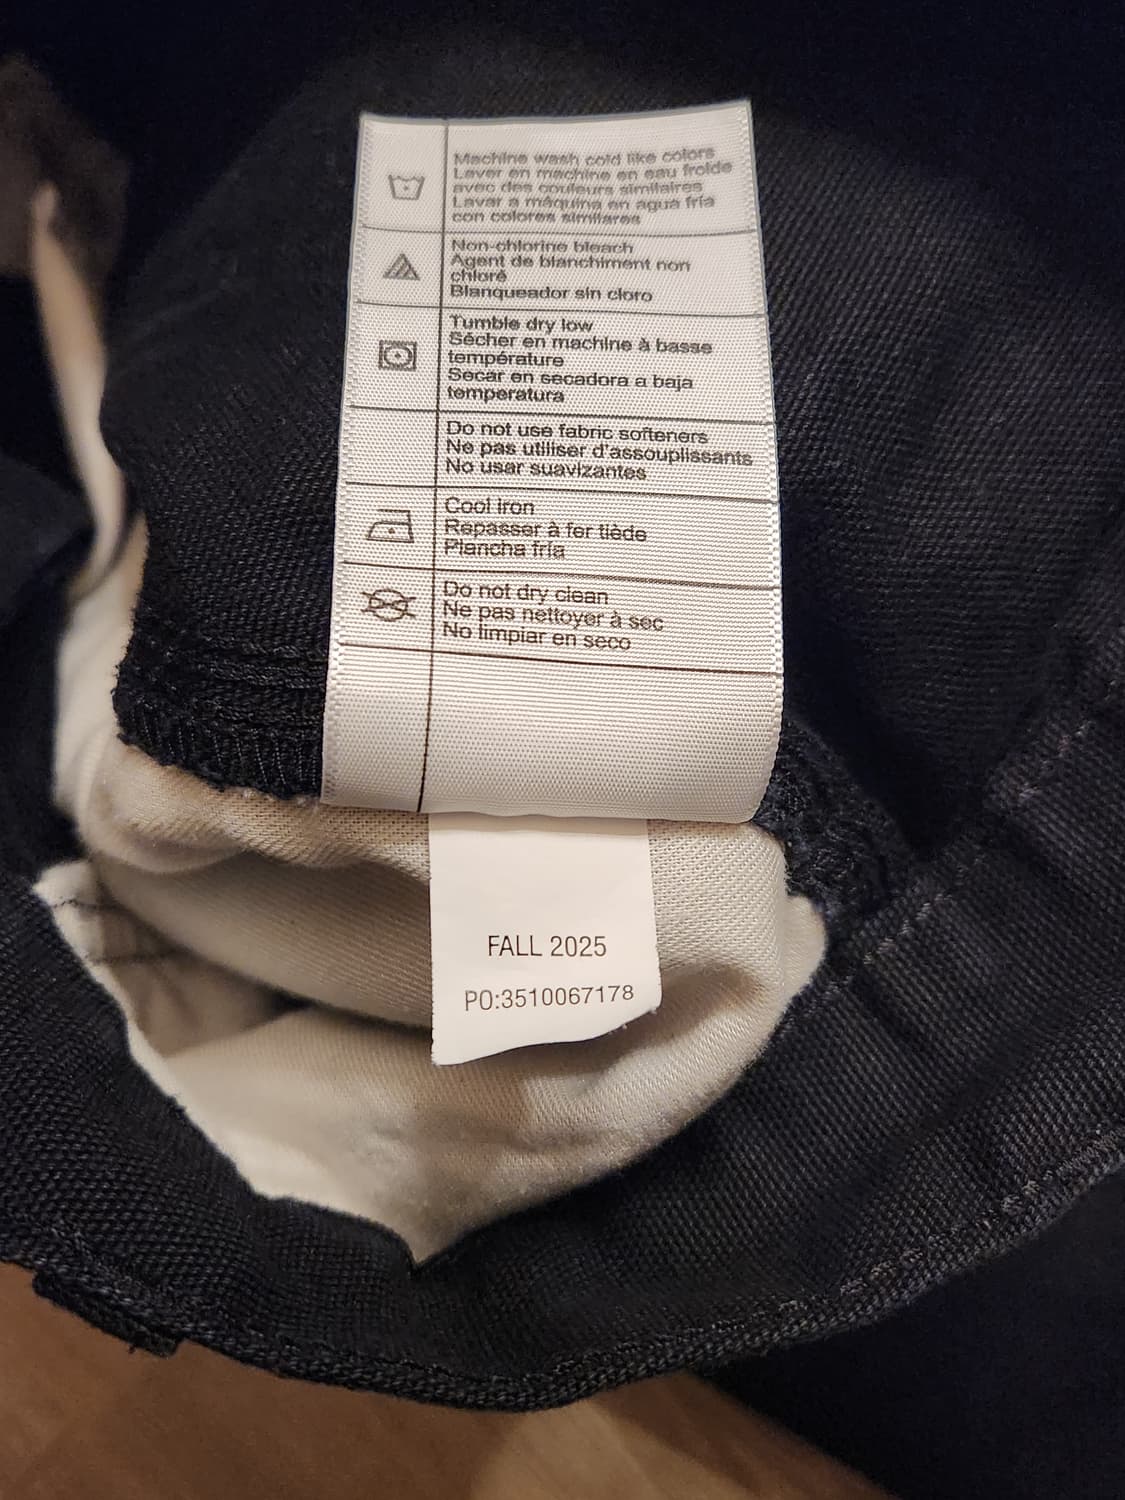 Machine wash cold like colors
Laver en machine en eau froide
avec des couleurs similaires
Lavar a máquina en agua fría
con colores similares
Non-chlorine bleach
Agent de blanchiment non
chloré
Blanqueador sin cloro
Tumble dry low
Sécher en machine à basse
température
Secar en secadora a baja
temperatura
Do not use fabric softeners
Ne pas utiliser d'assouplissants
No usar suavizantes
Cool iron
Repasser à fer tiède
Plancha fría
Do not dry clean
Ne pas nettoyer à sec
No limpiar en seco
FALL 2025
PO:3510067178